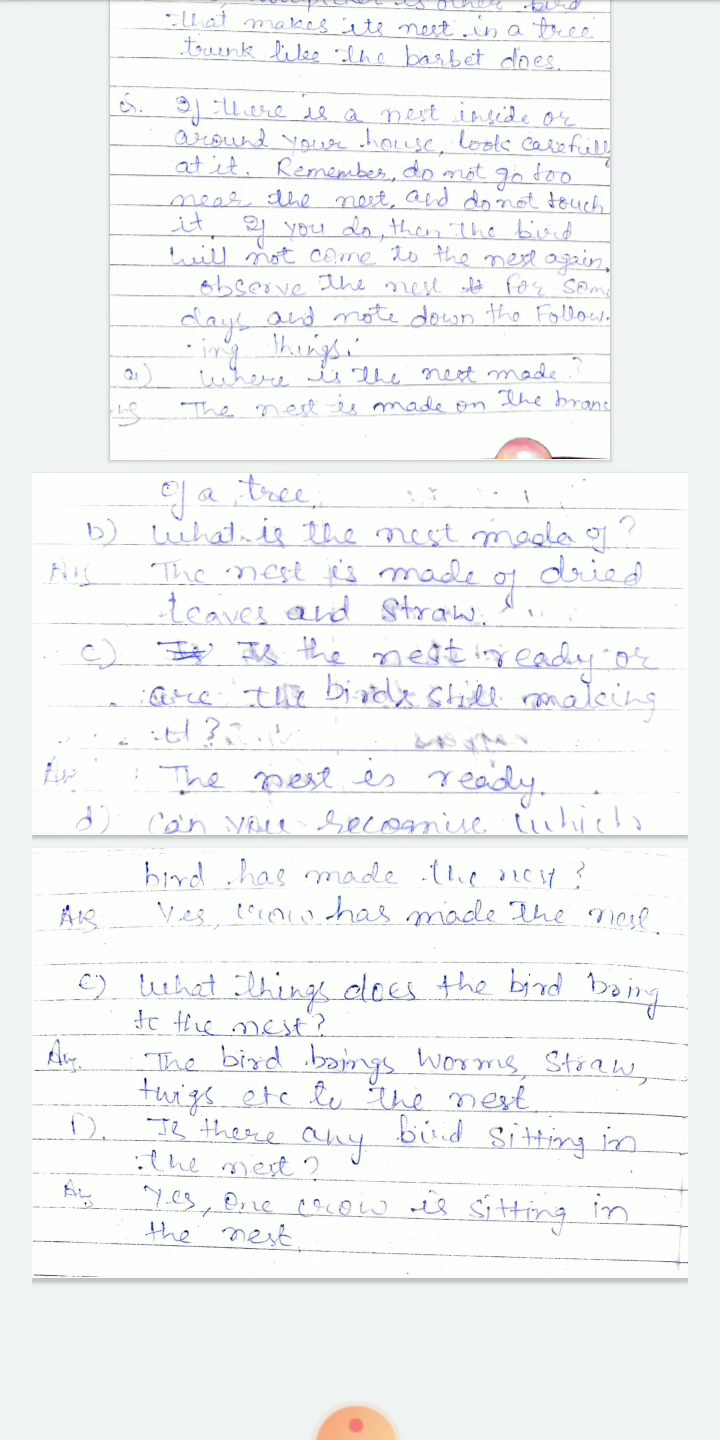 is other bird
that makes its nest in a tree
trunk like the barbet does.
5. If there is a nest inside or
around your house, look carefully
at it. Remember, do not go too
near the nest, and do not touch
it. If you do, then the bird
will not come to the nest again.
observe the nest for some
days and note down the Follow-
ing things.
a) where is the nest made?
Ans The nest is made on the branc
of a tree.
b) what is the nest made of?
Ans The nest is made of dried
leaves and straw.
c) Is the nest ready or
are the birds still making
it?
An The nest is ready.
d) Can you recognise which
bird has made the nest?
Ans Yes, crow has made the nest.
e) What things does the bird bring
to the nest?
Ans. The bird brings worms, straw,
twigs etc to the nest.
f). Is there any bird sitting in
the nest?
Ans Yes, one crow is sitting in
the nest.